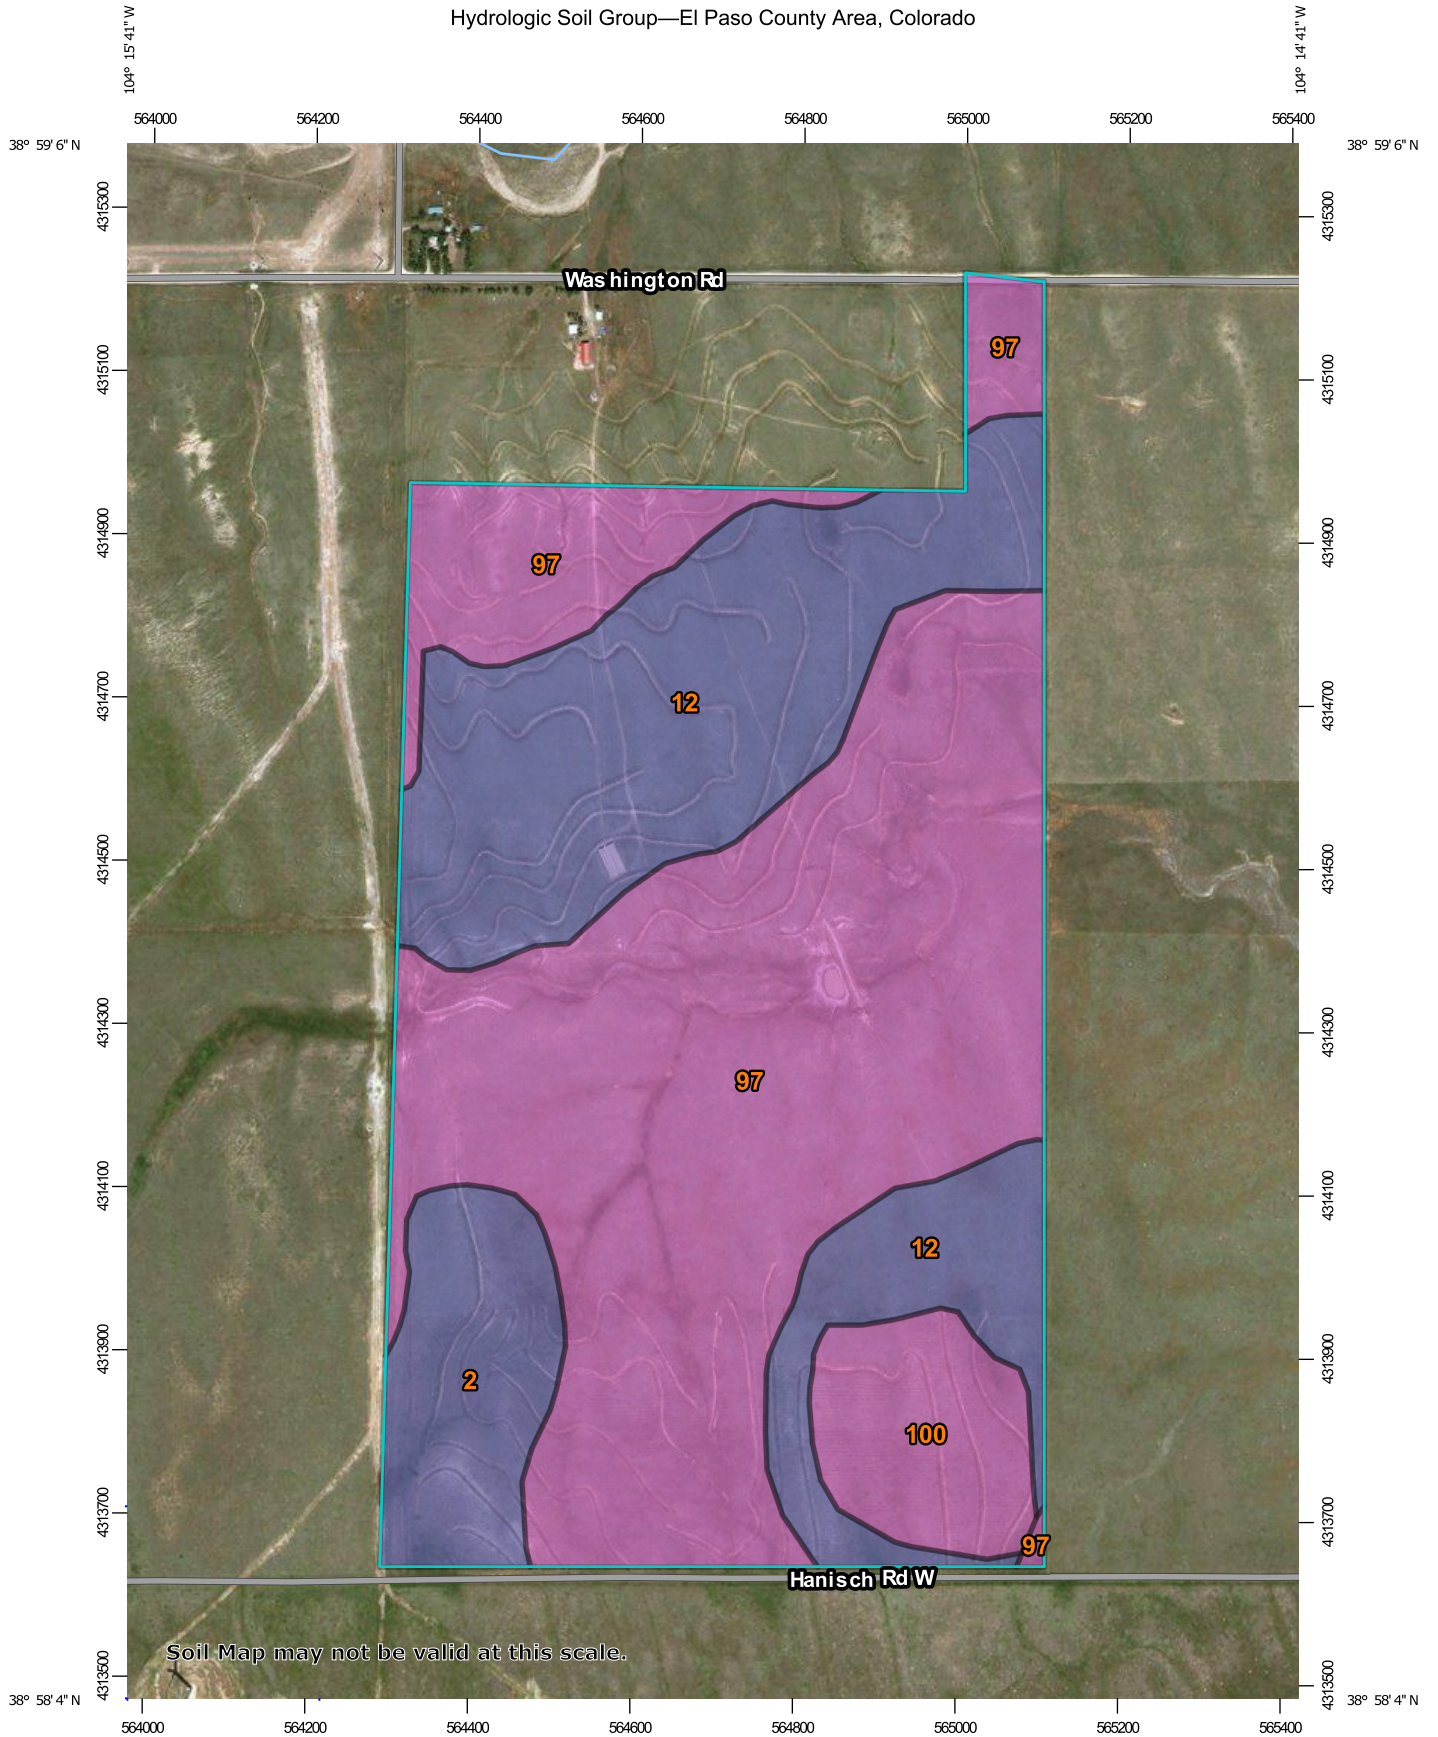 Hydrologic Soil Group—El Paso County Area, Colorado
104° 15' 41" W
104° 14' 41" W
564000 564200 564400 564600 564800 565000 565200 565400
38° 59' 6" N
38° 59' 6" N
4315300
4315300
Washington Rd
97
4315100
4315100
4314900
4314900
97
12
4314700
4314700
4314500
4314500
4314300
4314300
97
4314100
4314100
12
4313900
4313900
2
100
4313700
4313700
97
Hanisch Rd W
Soil Map may not be valid at this scale.
4313500
4313500
38° 58' 4" N
38° 58' 4" N
564000 564200 564400 564600 564800 565000 565200 565400